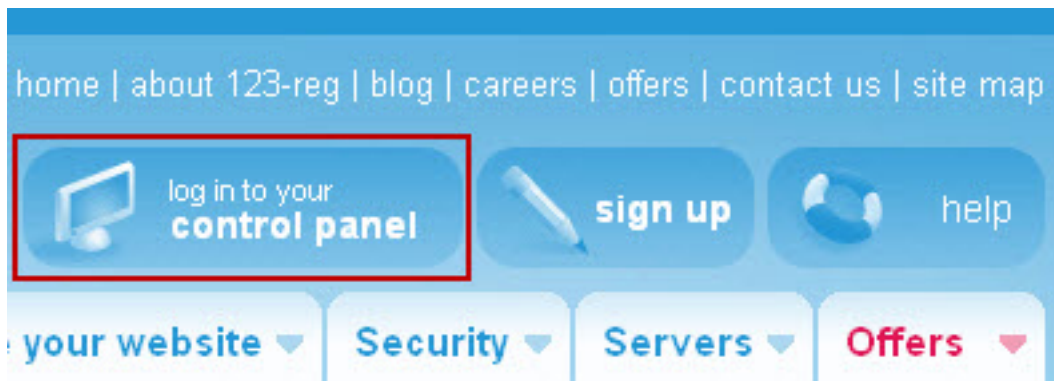 home | about 123-reg | blog | careers | offers | contact us | site map
log in to your
control panel
sign up
help
your website
Security
Servers
Offers